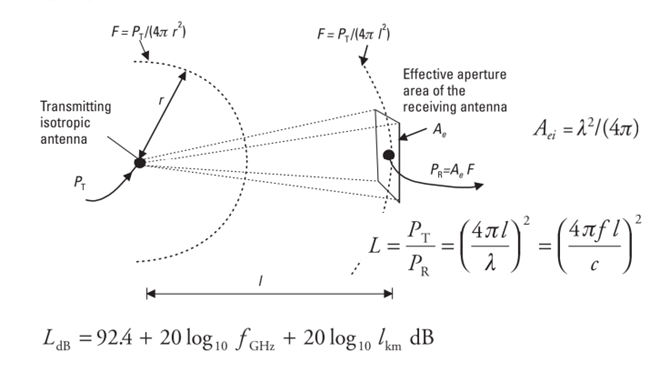 F = P_T/(4π r²)
F = P_T/(4π l²)
Effective aperture
area of the
receiving antenna
Transmitting
isotropic
antenna
r
A_e
A_ei = λ²/(4π)
P_T
P_R=A_e F
L = P_T/P_R = (4πl/λ)² = (4πf l/c)²
l
L_dB = 92.4 + 20 log₁₀ f_GHz + 20 log₁₀ l_km dB